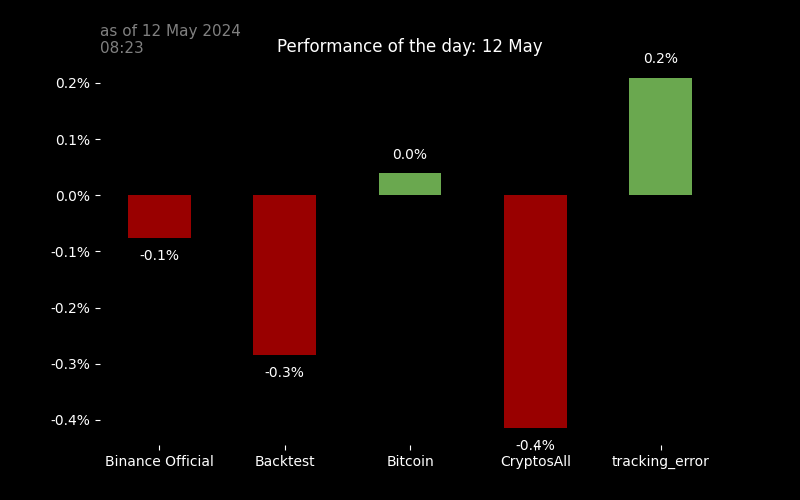 as of 12 May 2024
08:23
Performance of the day: 12 May
0.2%
0.2%
0.1%
0.0%
0.0%
-0.1%
-0.1%
-0.2%
-0.3%
-0.3%
-0.4%
-0.4%
Binance Official
Backtest
Bitcoin
CryptosAll
tracking_error